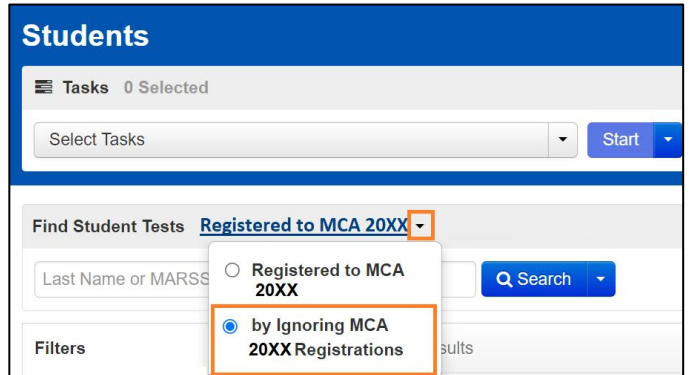 Students
Tasks 0 Selected
Select Tasks Start
Find Student Tests Registered to MCA 20XX
Last Name or MARSS Search
Registered to MCA
20XX
by Ignoring MCA
20XX Registrations
Filters